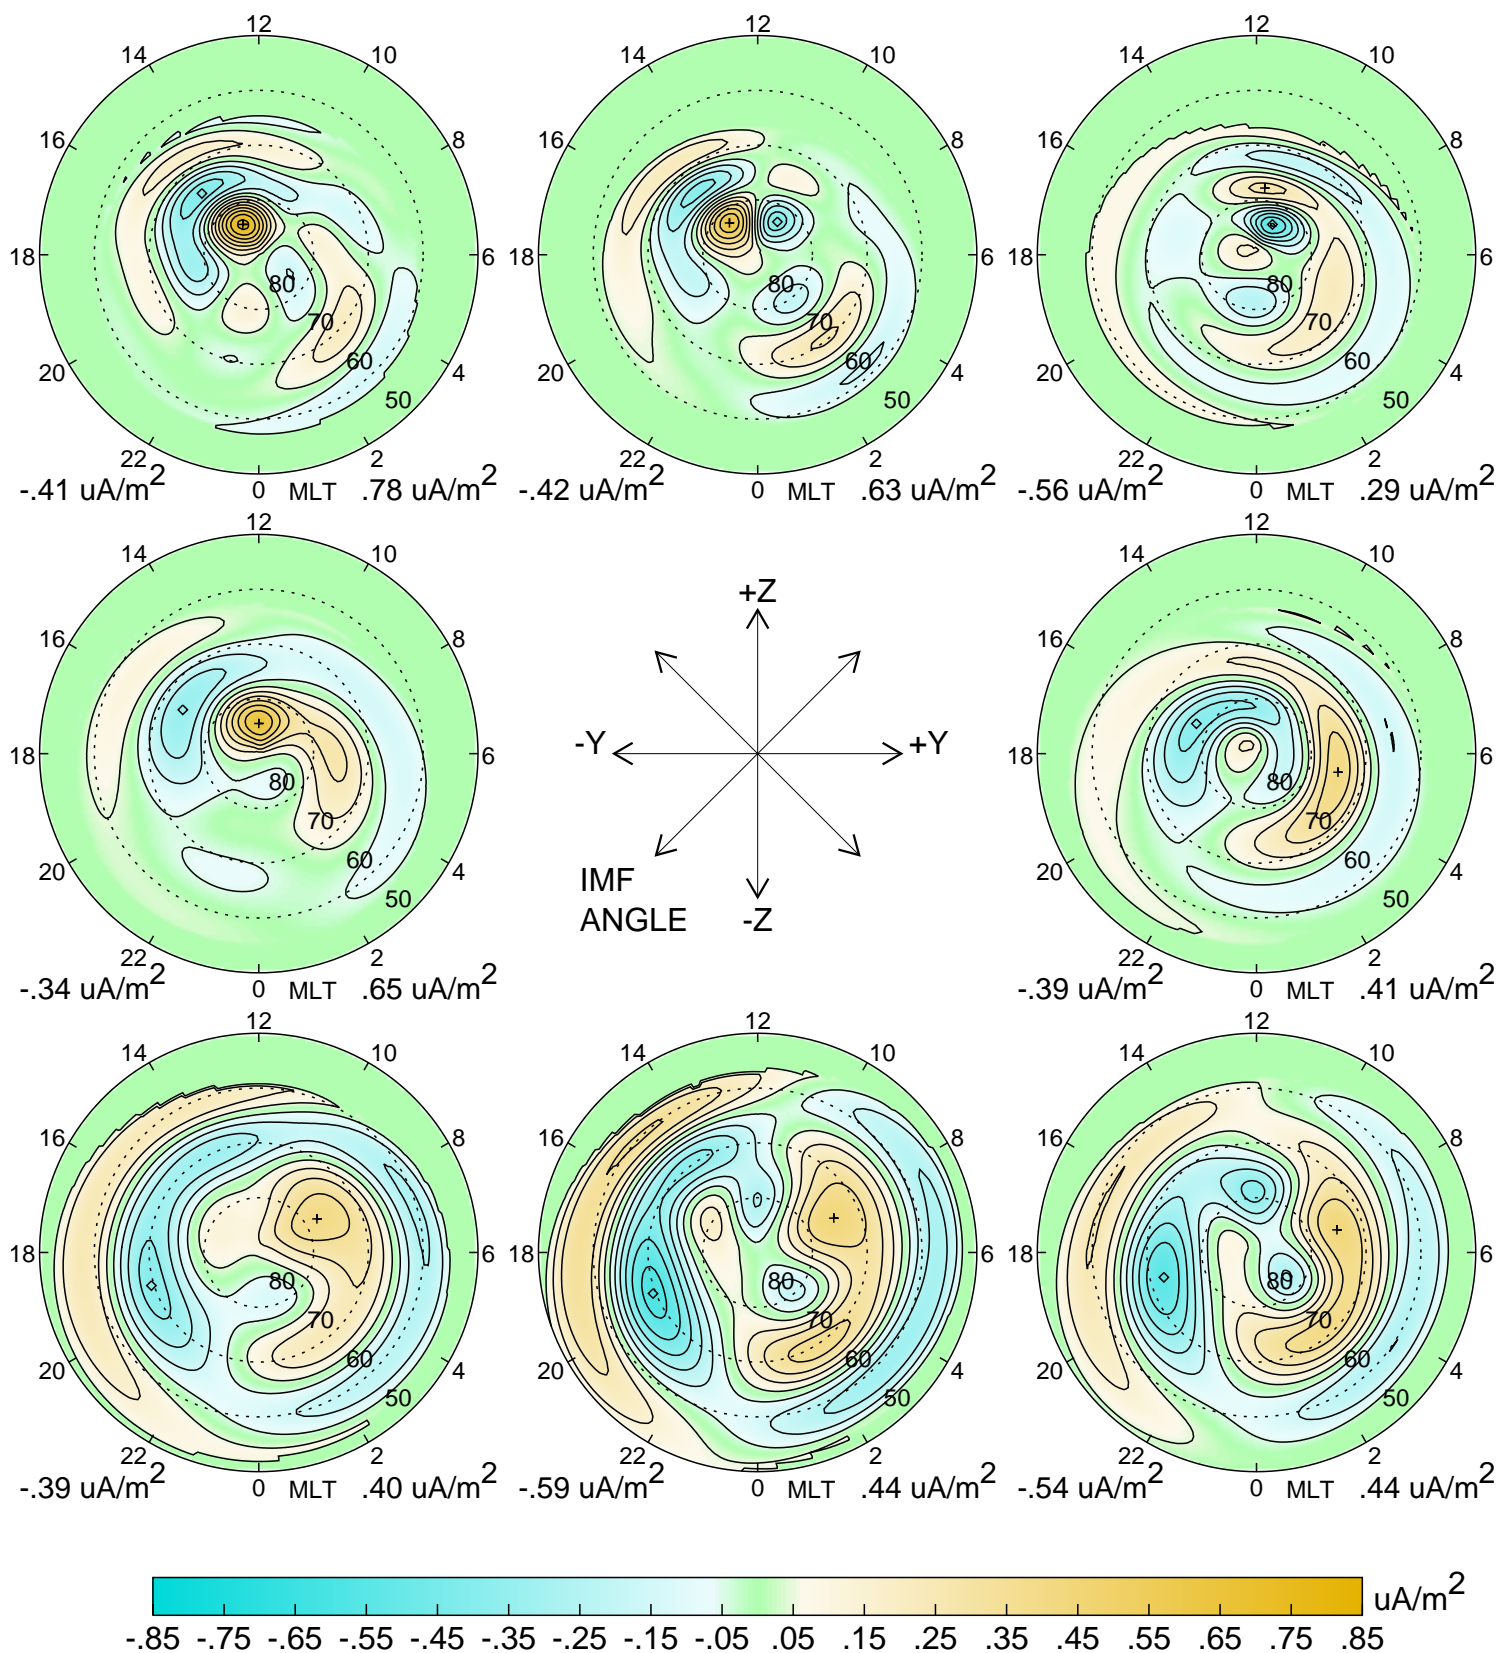 12 12 12
14 10 14 10 14 10
16 8 16 8 16 8
18 6 18 6 18 6
80 80 80
70 70 70
60 60 60
20 4 20 4 20 4
50 50 50
22 2 22 2 22 2
-.41 uA/m2 0 MLT .78 uA/m2 -.42 uA/m2 0 MLT .63 uA/m2 -.56 uA/m2 0 MLT .29 uA/m2
12 12
14 10 14 10
+Z
16 8 16 8
18 6 -Y +Y 18 6
80 80
70 70
60 60
20 4 IMF 20 4
50 50
ANGLE -Z
22 2 22 2
-.34 uA/m2 0 MLT .65 uA/m2 -.39 uA/m2 0 MLT .41 uA/m2
12 12 12
14 10 14 10 14 10
16 8 16 8 16 8
18 6 18 6 18 6
80 80 80
70 70 70
60 60 60
20 4 20 4 20 4
50 50 50
22 2 22 2 22 2
-.39 uA/m2 0 MLT .40 uA/m2 -.59 uA/m2 0 MLT .44 uA/m2 -.54 uA/m2 0 MLT .44 uA/m2
uA/m2
-.85 -.75 -.65 -.55 -.45 -.35 -.25 -.15 -.05 .05 .15 .25 .35 .45 .55 .65 .75 .85